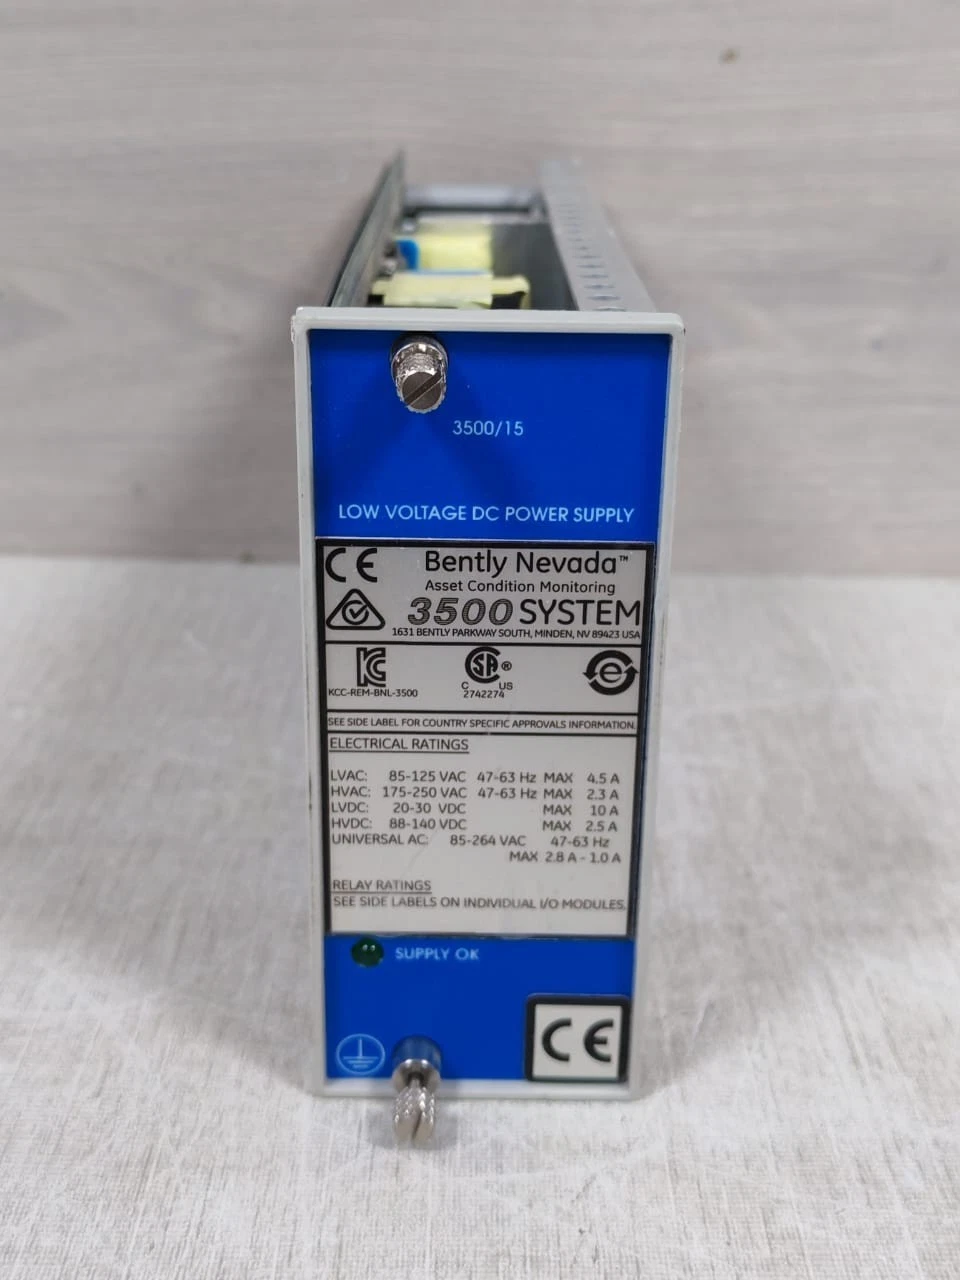 3500/15
LOW VOLTAGE DC POWER SUPPLY
CE Bently Nevada™
Asset Condition Monitoring
3500 SYSTEM
1631 BENTLY PARKWAY SOUTH, MINDEN, NV 89423 USA
KCC-REM-BNL-3500
CSA®
C US
2742274
e
SEE SIDE LABEL FOR COUNTRY SPECIFIC APPROVALS INFORMATION.
ELECTRICAL RATINGS
LVAC: 85-125 VAC 47-63 Hz MAX 4.5 A
HVAC: 175-250 VAC 47-63 Hz MAX 2.3 A
LVDC: 20-30 VDC MAX 10 A
HVDC: 88-140 VDC MAX 2.5 A
UNIVERSAL AC: 85-264 VAC 47-63 Hz
MAX 2.8 A - 1.0 A
RELAY RATINGS
SEE SIDE LABELS ON INDIVIDUAL I/O MODULES.
SUPPLY OK
CE